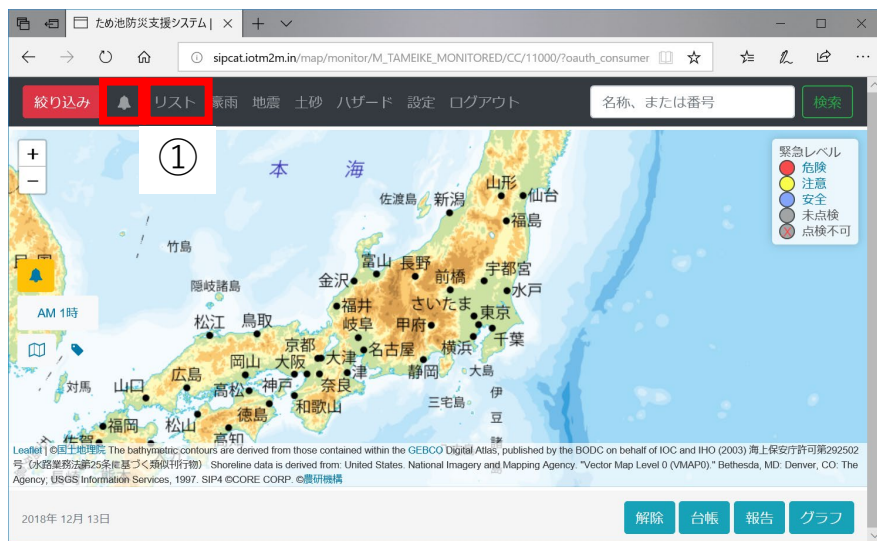 ため池防災支援システム |
sipcat.iotm2m.in/map/monitor/M_TAMEIKE_MONITORED/CC/11000/?oauth_consumer
絞り込み リスト 豪雨 地震 土砂 ハザード 設定 ログアウト 名称、または番号 検索
①
+
−
緊急レベル
危険
注意
安全
未点検
点検不可
本 海
佐渡島 新潟 山形 仙台
福島
竹島
隠岐諸島
金沢 富山 長野 前橋 宇都宮
水戸
AM 1時
福井 さいたま 東京
松江 鳥取 岐阜 甲府
京都 千葉
岡山 大阪 大津 名古屋 横浜
広島 神戸 奈良 津 静岡 大島
対馬 山口 高松 伊
和歌山 三宅島 豆
福岡 松山 徳島 諸
佐賀 高知 島
Leaflet | ©国土地理院 The bathymetric contours are derived from those contained within the GEBCO Digital Atlas, published by the BODC on behalf of IOC and IHO (2003) 海上保安庁許可第292502
号（水路業務法第25条に基づく類似刊行物） Shoreline data is derived from: United States. National Imagery and Mapping Agency. "Vector Map Level 0 (VMAP0)." Bethesda, MD: Denver, CO: The
Agency; USGS Information Services, 1997. SIP4 ©CORE CORP. ©農研機構
2018年 12月 13日 解除 台帳 報告 グラフ